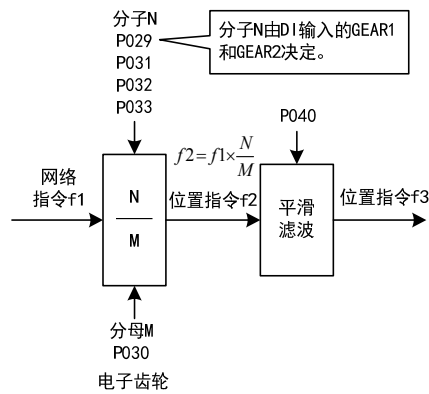 分子N
P029
P031
P032
P033
分子N由DI输入的GEAR1
和GEAR2决定。
P040
f2=f1×N/M
网络
指令f1
N
M
位置指令f2
平滑
滤波
位置指令f3
分母M
P030
电子齿轮